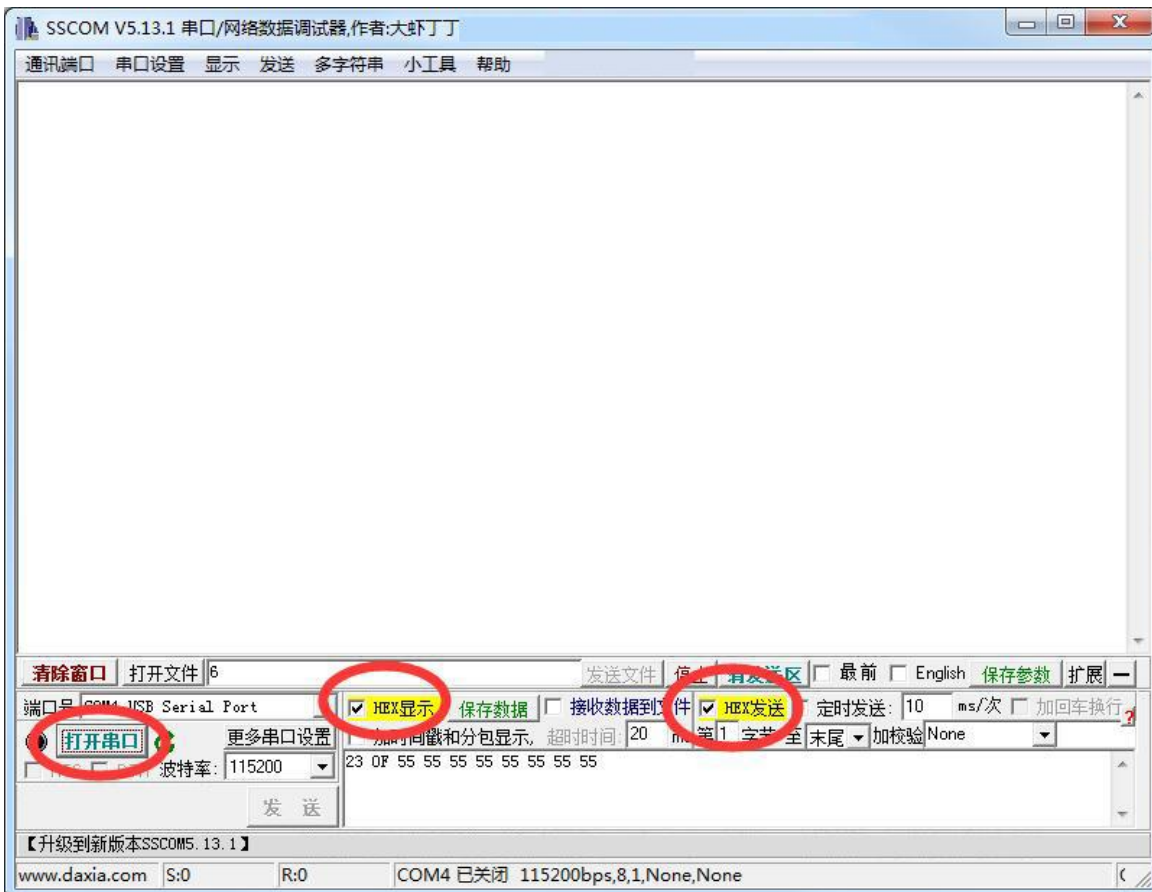 SSCOM V5.13.1 串口/网络数据调试器,作者:大虾丁丁
通讯端口 串口设置 显示 发送 多字符串 小工具 帮助
清除窗口 打开文件 6 发送文件 停止 清发送区 最前 English 保存参数 扩展
端口号 COM4 USB Serial Port HEX显示 保存数据 接收数据到文件 HEX发送 定时发送: 10 ms/次 加回车换行
打开串口 更多串口设置 加时间戳和分包显示, 超时时间: 20 第 1 字节 至 末尾 加校验 None
波特率: 115200 23 0F 55 55 55 55 55 55 55 55
发 送
【升级到新版本SSCOM5.13.1】
www.daxia.com S:0 R:0 COM4 已关闭 115200bps,8,1,None,None